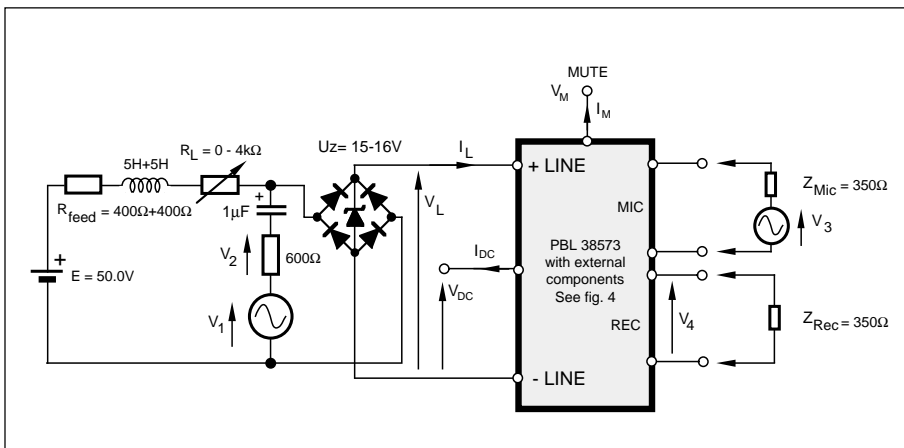 MUTE
V_M
I_M
5H+5H
R_L = 0 - 4kΩ
Uz= 15-16V
I_L
+ LINE
R_feed = 400Ω+400Ω
+
1µF
V_L
MIC
Z_Mic = 350Ω
V_3
V_2
600Ω
I_DC
PBL 38573
with external
components
See fig. 4
+
E = 50.0V
V_DC
V_1
REC
V_4
Z_Rec = 350Ω
- LINE